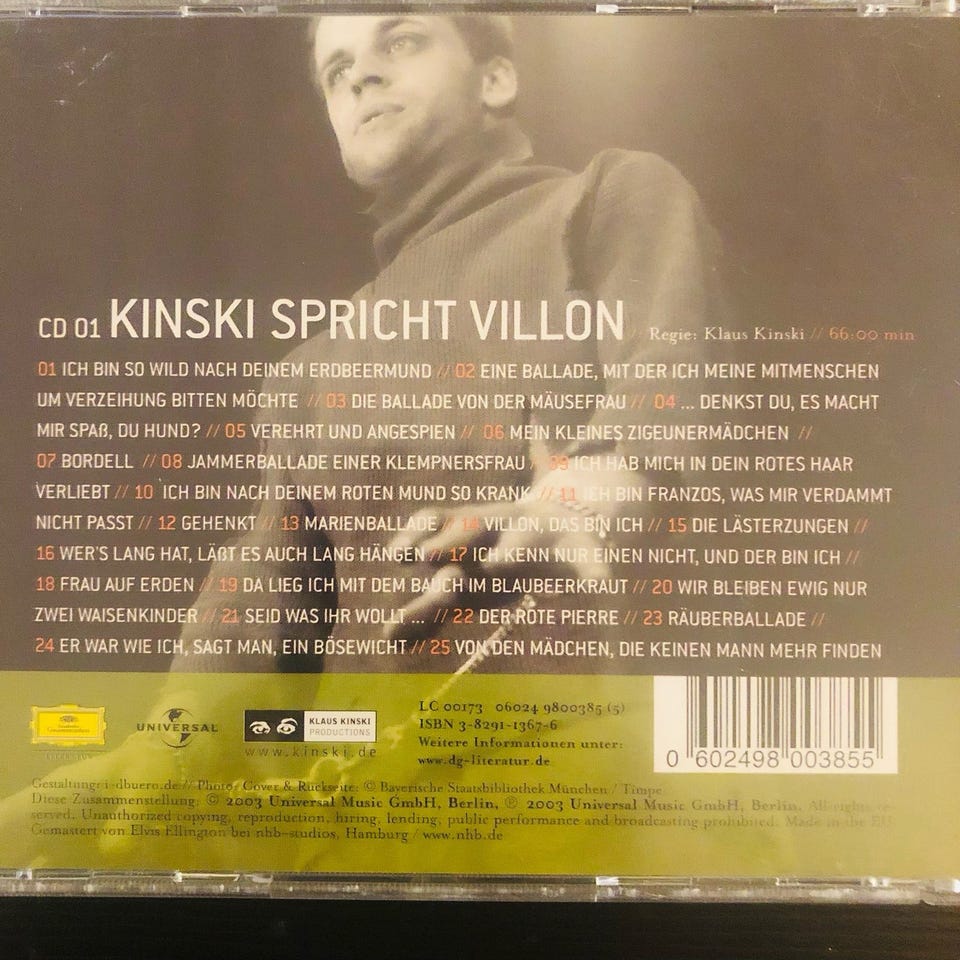 CD 01 KINSKI SPRICHT VILLON // Regie: Klaus Kinski // 66:00 min
01 ICH BIN SO WILD NACH DEINEM ERDBEERMUND // 02 EINE BALLADE, MIT DER ICH MEINE MITMENSCHEN
UM VERZEIHUNG BITTEN MÖCHTE // 03 DIE BALLADE VON DER MÄUSEFRAU // 04 ... DENKST DU, ES MACHT
MIR SPAß, DU HUND? // 05 VEREHRT UND ANGESPIEN // 06 MEIN KLEINES ZIGEUNERMÄDCHEN //
07 BORDELL // 08 JAMMERBALLADE EINER KLEMPNERSFRAU // 09 ICH HAB MICH IN DEIN ROTES HAAR
VERLIEBT // 10 ICH BIN NACH DEINEM ROTEN MUND SO KRANK // 11 ICH BIN FRANZOS, WAS MIR VERDAMMT
NICHT PASST // 12 GEHENKT // 13 MARIENBALLADE // 14 VILLON, DAS BIN ICH // 15 DIE LÄSTERZUNGEN //
16 WER'S LANG HAT, LÄßT ES AUCH LANG HÄNGEN // 17 ICH KENN NUR EINEN NICHT, UND DER BIN ICH //
18 FRAU AUF ERDEN // 19 DA LIEG ICH MIT DEM BAUCH IM BLAUBEERKRAUT // 20 WIR BLEIBEN EWIG NUR
ZWEI WAISENKINDER // 21 SEID WAS IHR WOLLT ... // 22 DER ROTE PIERRE // 23 RÄUBERBALLADE //
24 ER WAR WIE ICH, SAGT MAN, EIN BÖSEWICHT // 25 VON DEN MÄDCHEN, DIE KEINEN MANN MEHR FINDEN
Deutsche Grammophon
LITERATUR
UNIVERSAL
KLAUS KINSKI
PRODUCTIONS
www.kinski.de
LC 00173 06024 9800385 (5)
ISBN 3-8291-1367-6
Weitere Informationen unter:
www.dg-literatur.de
0 602498 003855
Gestaltung: i-dbuero.de // Photo: Cover & Rückseite: © Bayerische Staatsbibliothek München / Timpe
Diese Zusammenstellung: © 2003 Universal Music GmbH, Berlin, ℗ 2003 Universal Music GmbH, Berlin. All rights re-
served. Unauthorized copying, reproduction, hiring, lending, public performance and broadcasting prohibited. Made in the EU
Gemastert von Elvis Ellington bei nhb-studios, Hamburg / www.nhb.de